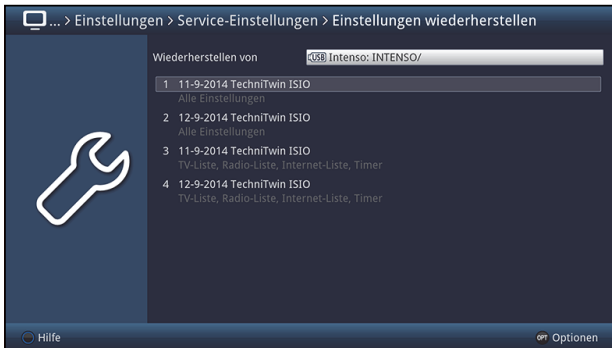 ... > Einstellungen > Service-Einstellungen > Einstellungen wiederherstellen
Wiederherstellen von USB Intenso: INTENSO/
1 11-9-2014 TechniTwin ISIO
Alle Einstellungen
2 12-9-2014 TechniTwin ISIO
Alle Einstellungen
3 11-9-2014 TechniTwin ISIO
TV-Liste, Radio-Liste, Internet-Liste, Timer
4 12-9-2014 TechniTwin ISIO
TV-Liste, Radio-Liste, Internet-Liste, Timer
Hilfe OPT Optionen